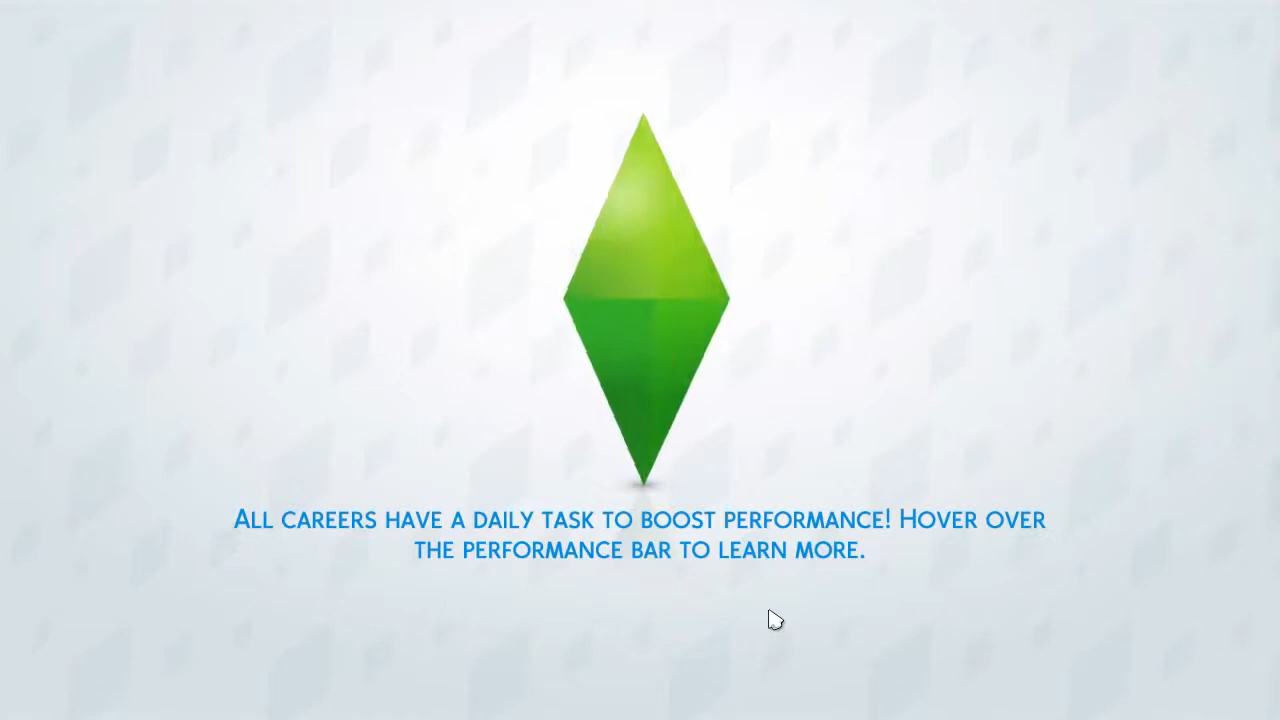 All careers have a daily task to boost performance! Hover over
the performance bar to learn more.